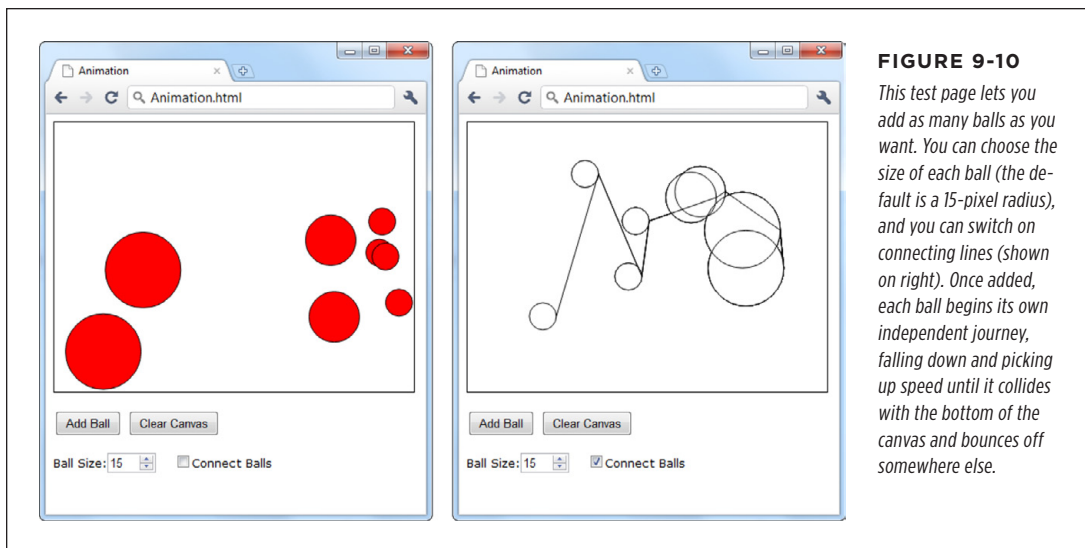 Animation
Animation.html
Add Ball Clear Canvas
Ball Size: 15 Connect Balls
Animation
Animation.html
Add Ball Clear Canvas
Ball Size: 15 Connect Balls
FIGURE 9-10
This test page lets you
add as many balls as you
want. You can choose the
size of each ball (the de-
fault is a 15-pixel radius),
and you can switch on
connecting lines (shown
on right). Once added,
each ball begins its own
independent journey,
falling down and picking
up speed until it collides
with the bottom of the
canvas and bounces off
somewhere else.